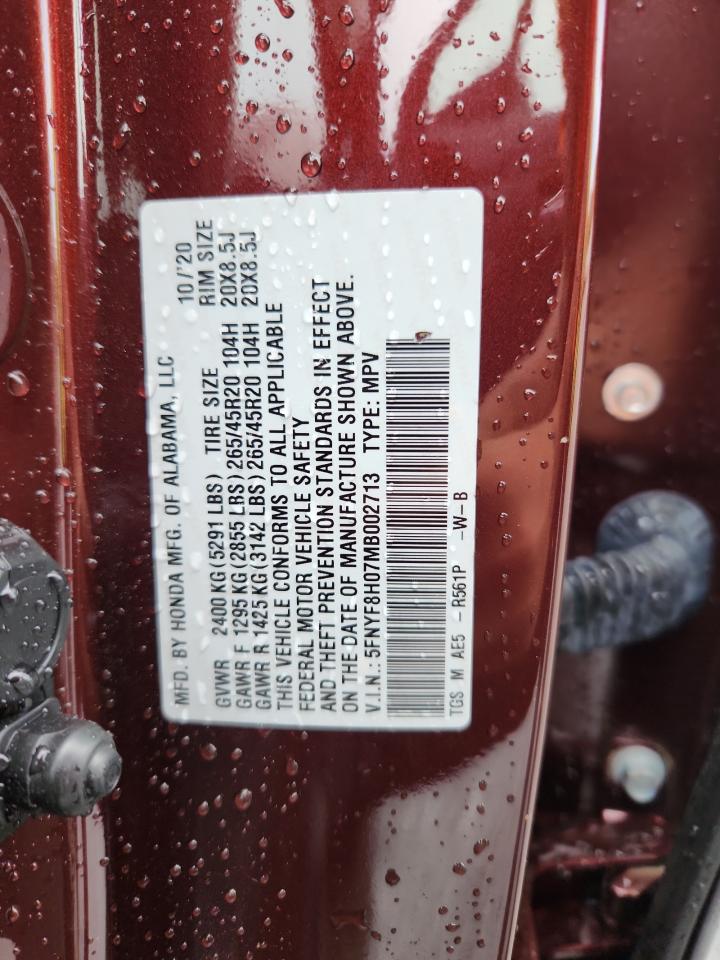 MFD. BY HONDA MFG. OF ALABAMA, LLC 10/'20
GVWR 2400 KG (5291 LBS) TIRE SIZE RIM SIZE
GAWR F 1295 KG (2855 LBS) 265/45R20 104H 20X8.5J
GAWR R 1425 KG (3142 LBS) 265/45R20 104H 20X8.5J
THIS VEHICLE CONFORMS TO ALL APPLICABLE
FEDERAL MOTOR VEHICLE SAFETY
AND THEFT PREVENTION STANDARDS IN EFFECT
ON THE DATE OF MANUFACTURE SHOWN ABOVE.
V.I.N.: 5FNYF8H07MB002713 TYPE: MPV
TGS M AE5 -R561P -W-B